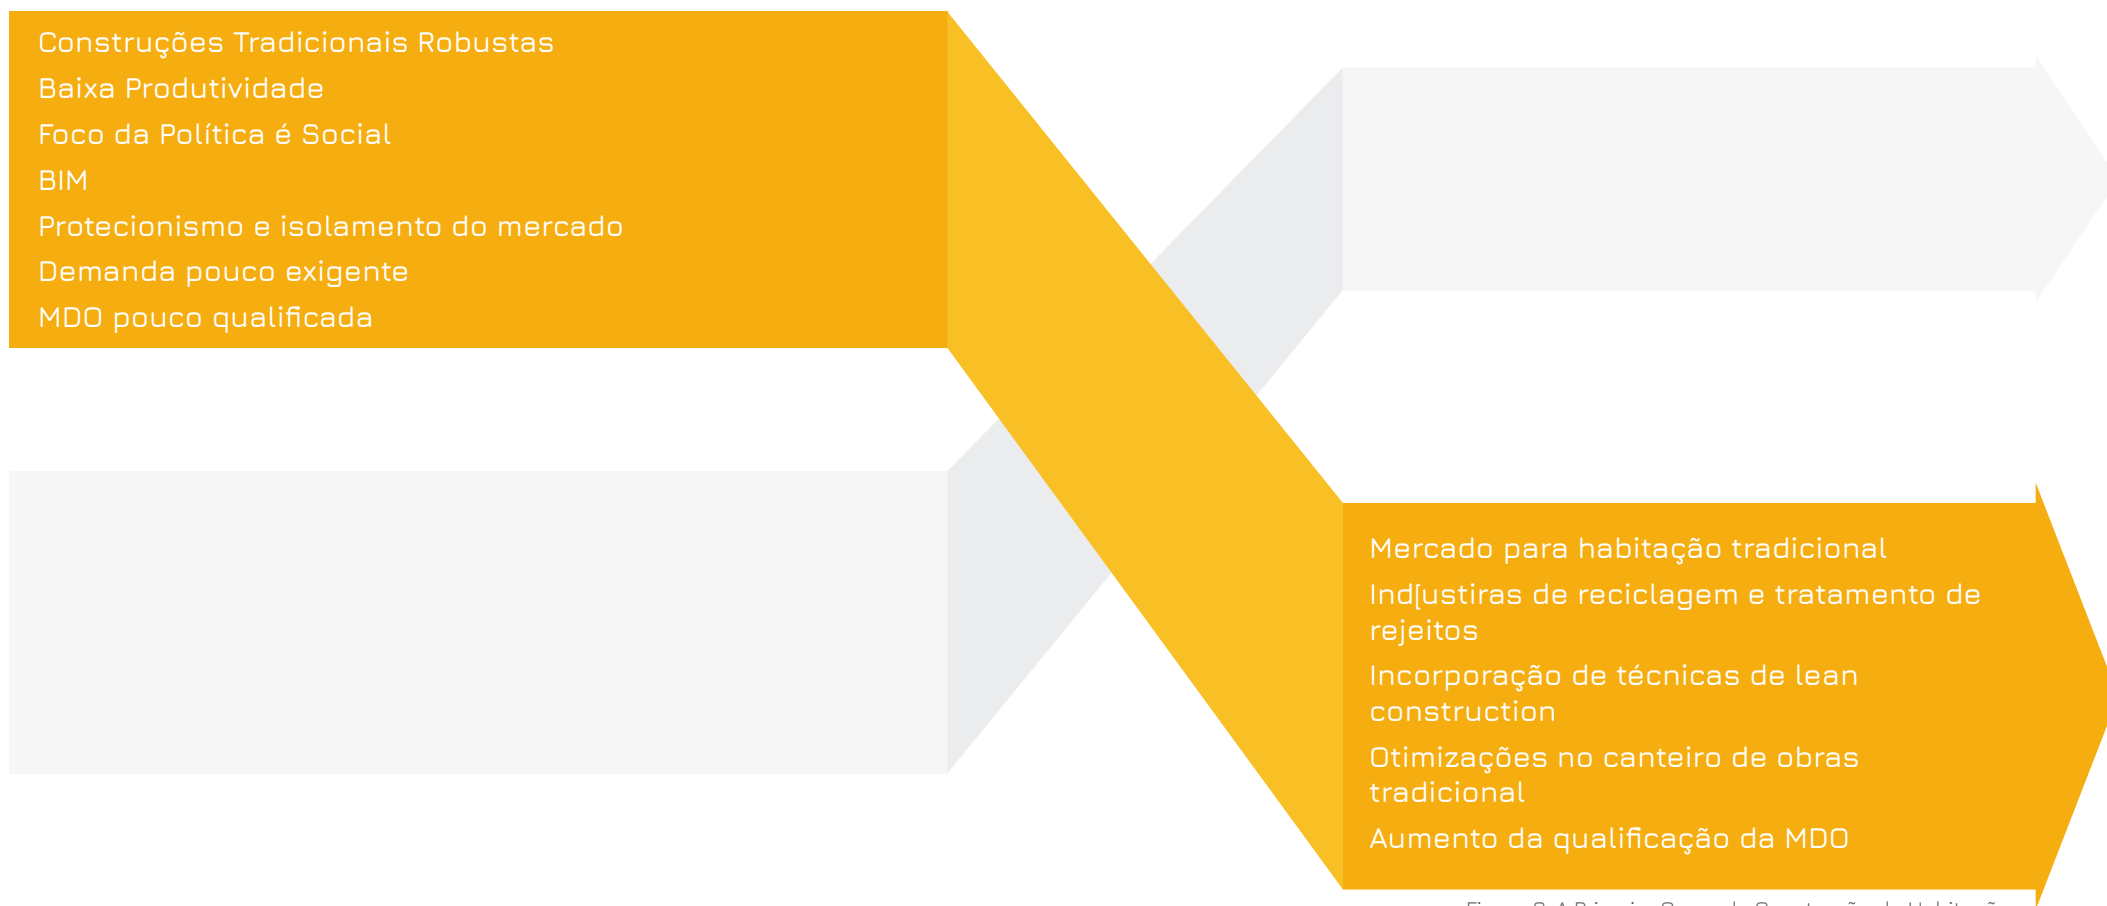 Construções Tradicionais Robustas
Baixa Produtividade
Foco da Política é Social
BIM
Protecionismo e isolamento do mercado
Demanda pouco exigente
MDO pouco qualificada
Mercado para habitação tradicional
Ind[ustiras de reciclagem e tratamento de
rejeitos
Incorporação de técnicas de lean
construction
Otimizações no canteiro de obras
tradicional
Aumento da qualificação da MDO